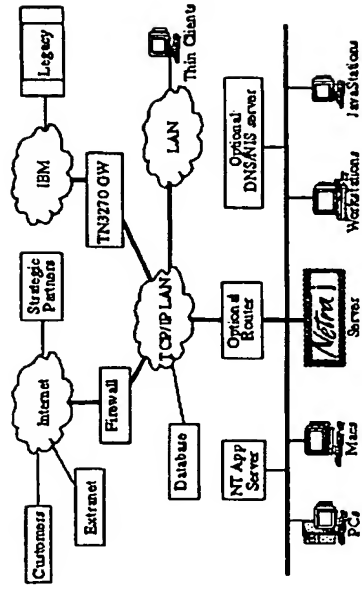 Customers
Extranet
Internet
Strategic
Partners
Firewall
IBM
Legacy
TN3270 GW
TCP/IP LAN
LAN
Thin Clients
Database
NT App
Server
Optional
Router
Optional
DNS/NIS server
PCs
Macs
Netra j
Server
Workstations
JavaStations